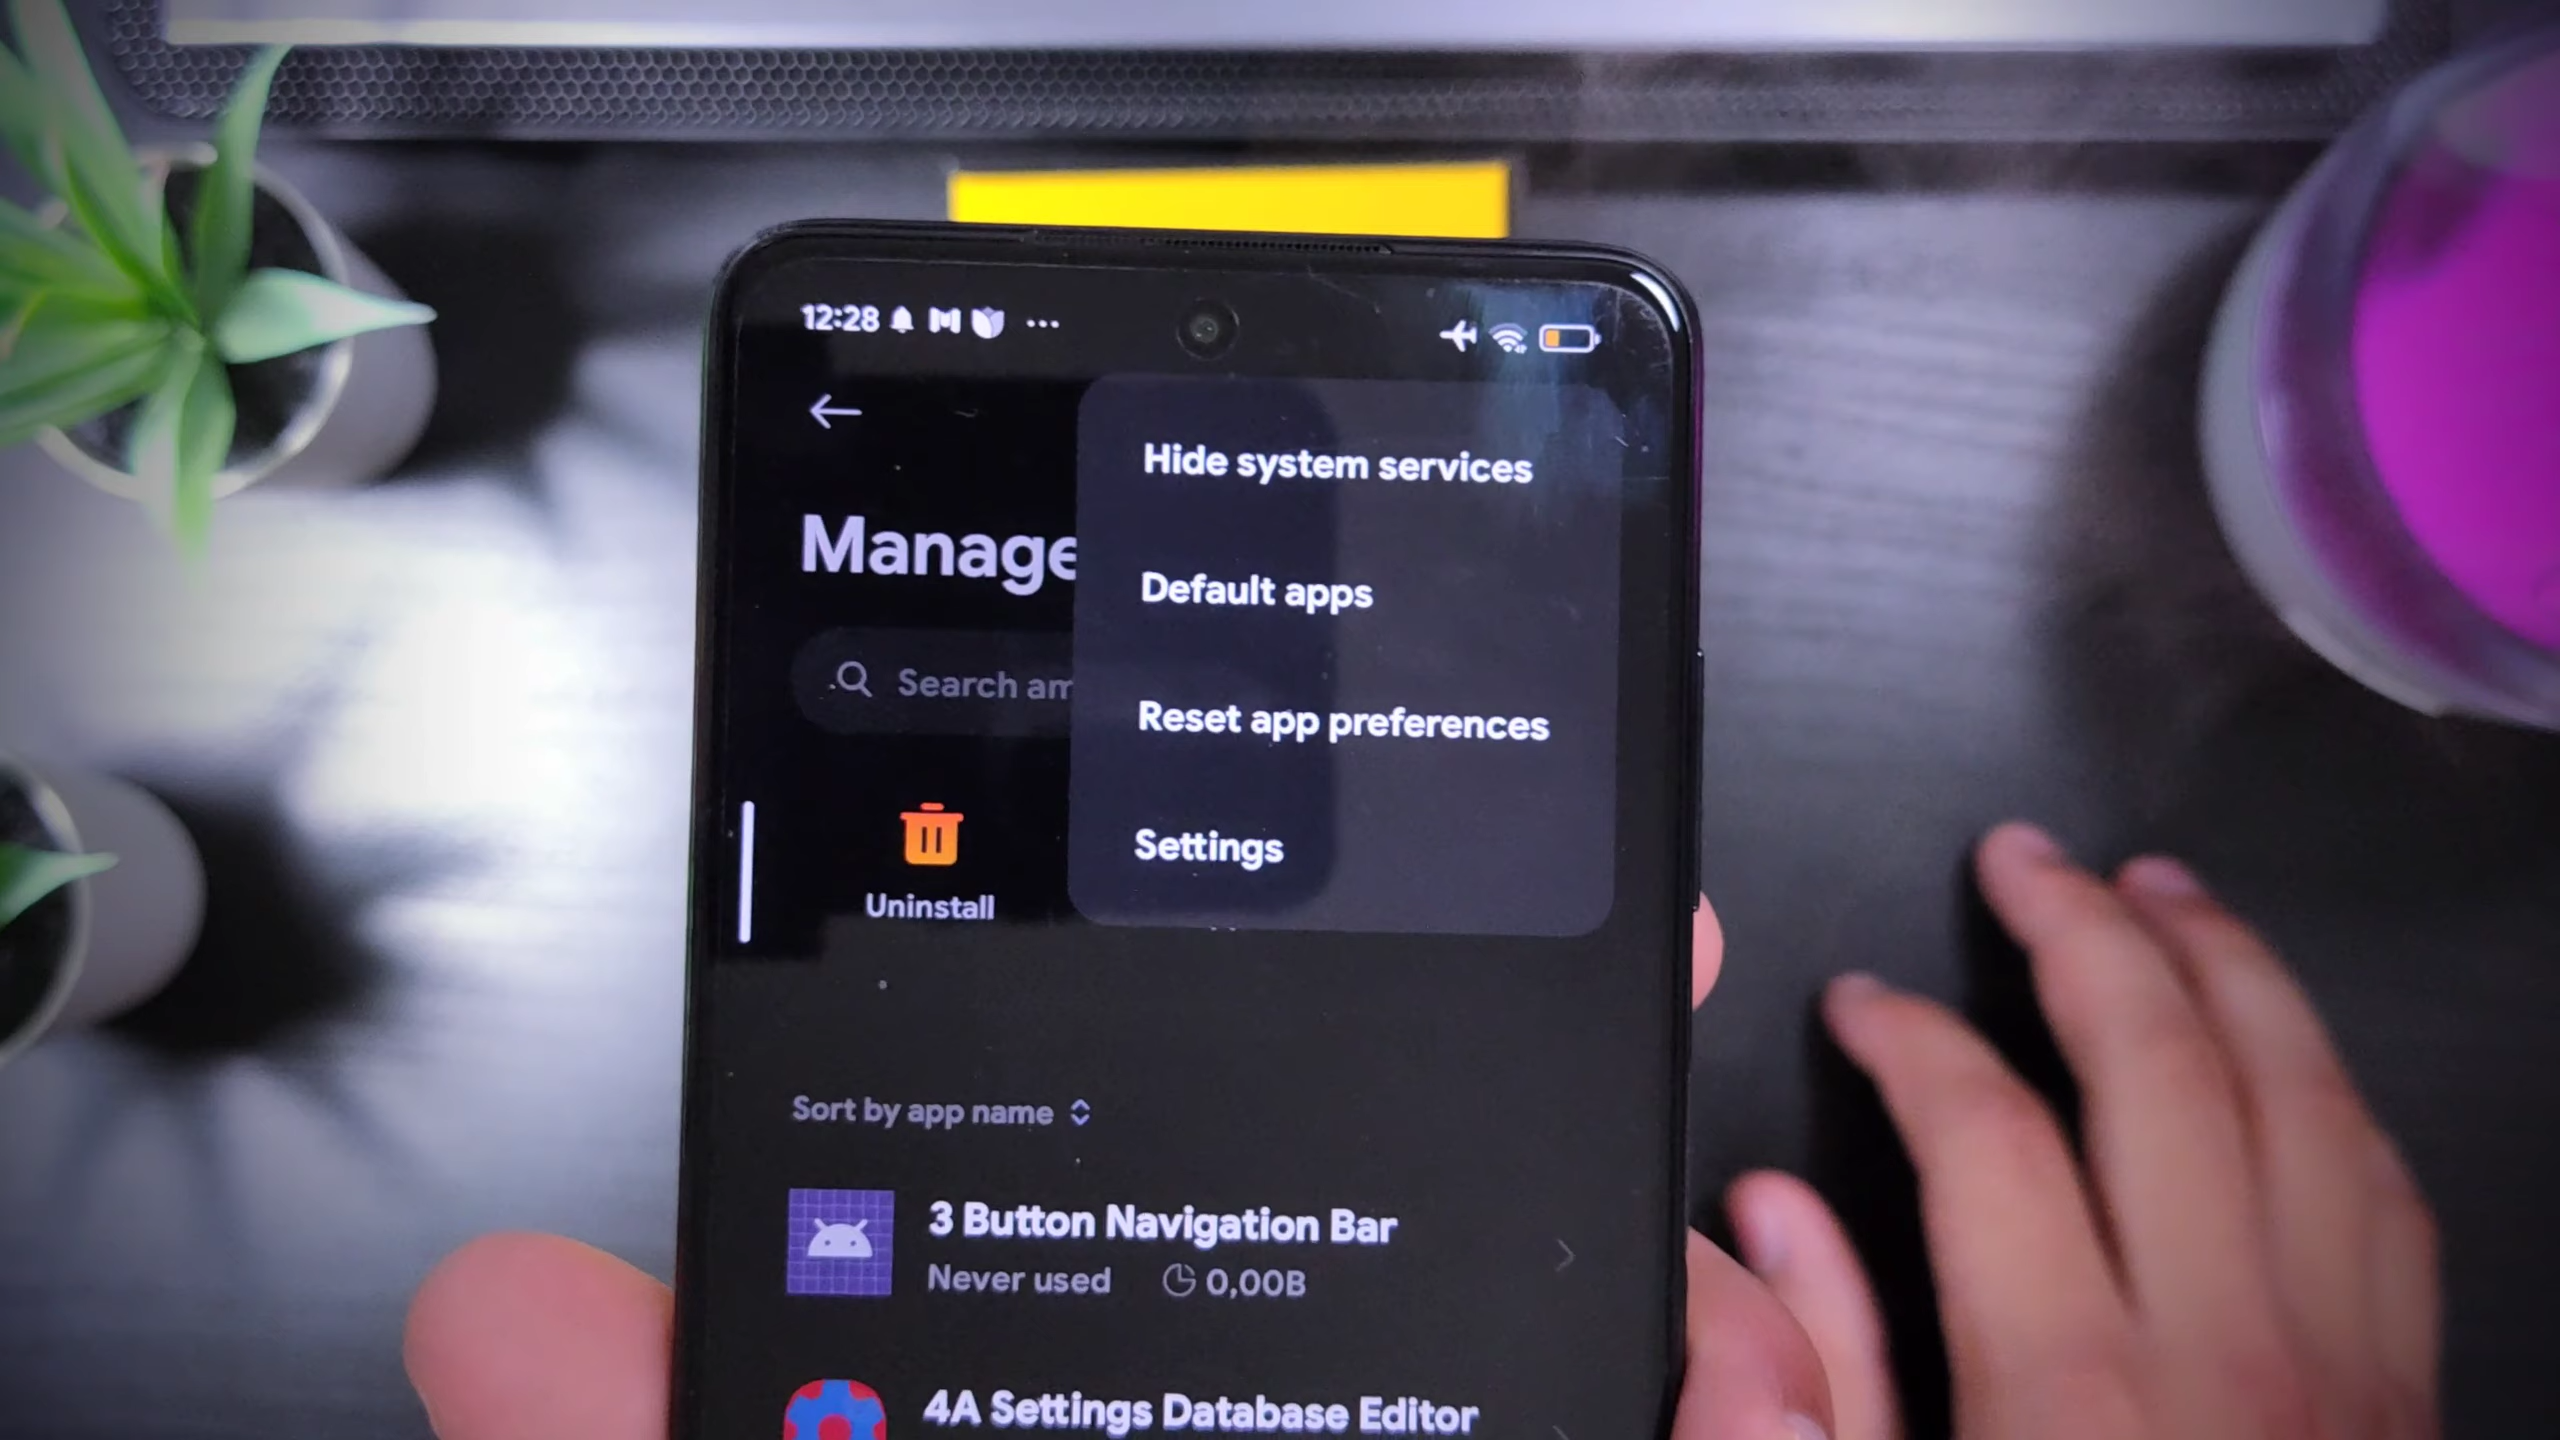 12:28
Hide system services
Manage
Default apps
Search am
Reset app preferences
Settings
Uninstall
Sort by app name
3 Button Navigation Bar
Never used 0,00B
4A Settings Database Editor